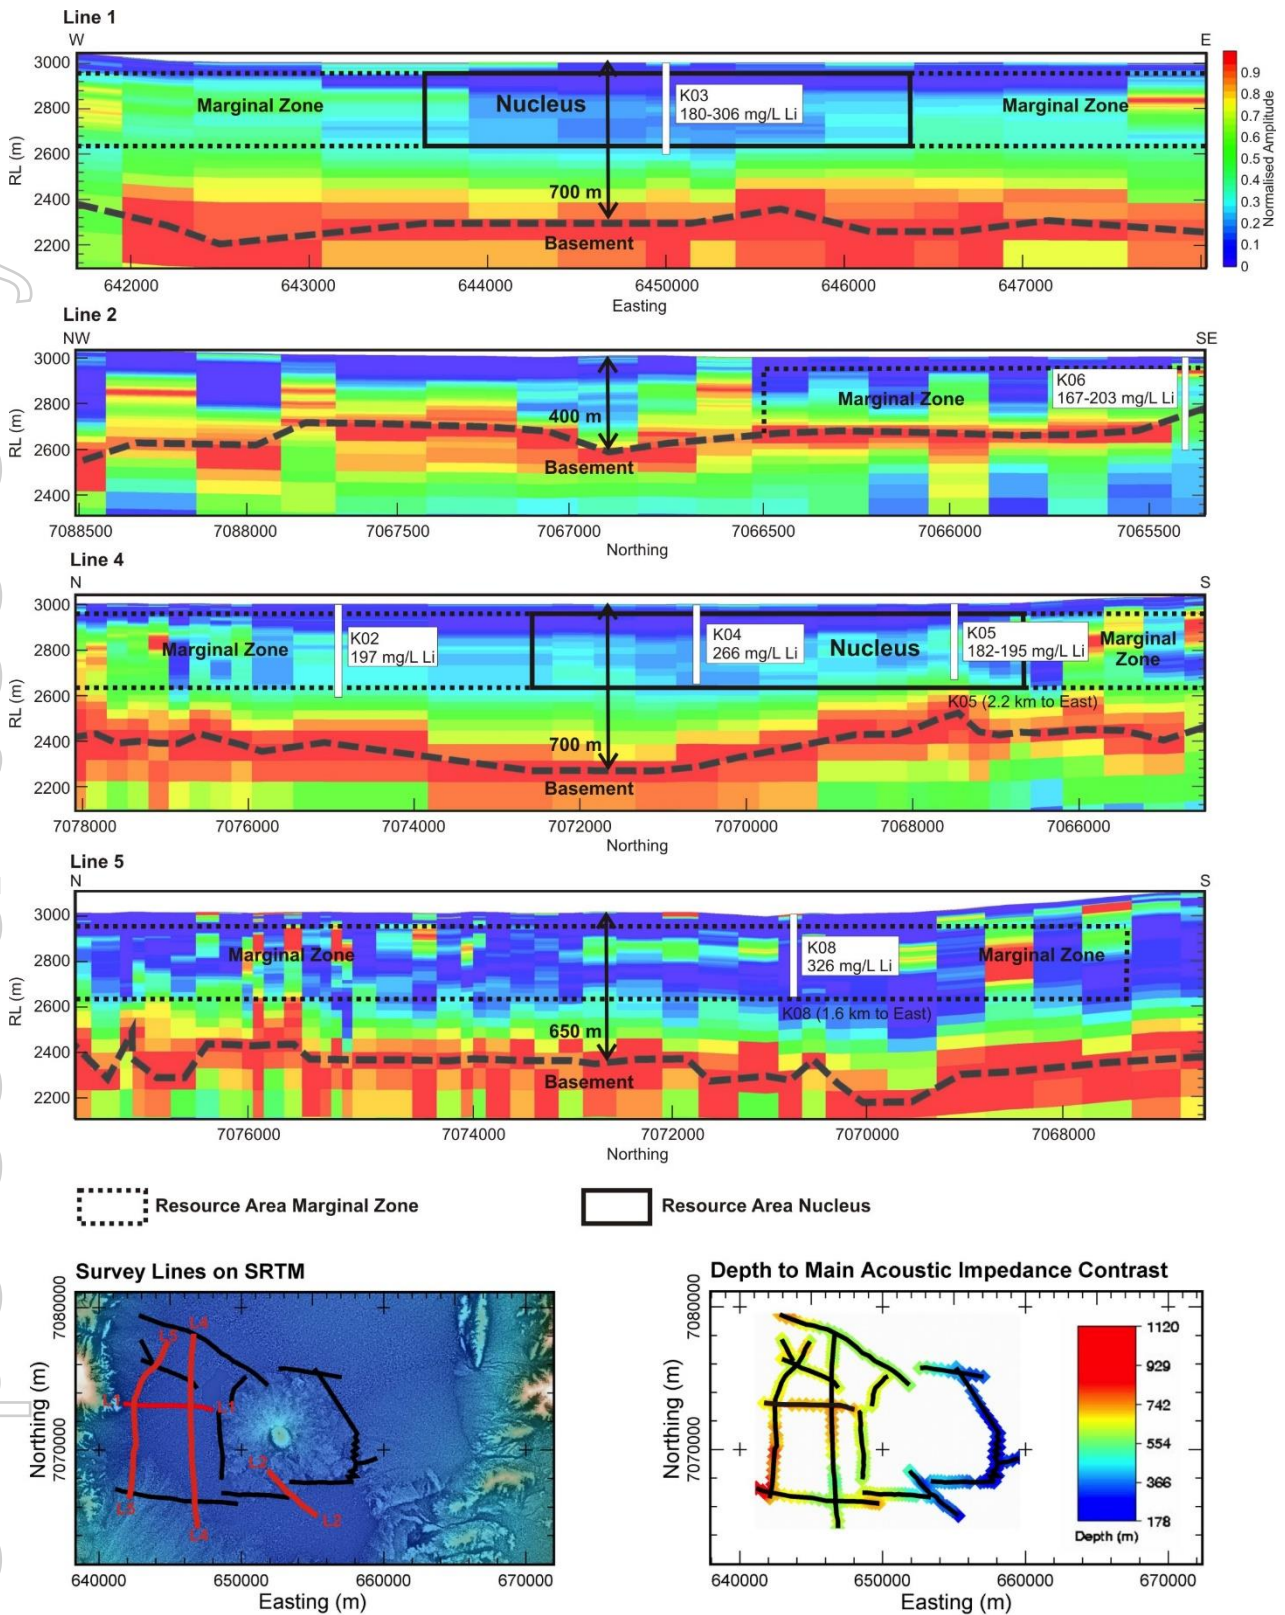 Line 1
W
E
3000
2800
2600
2400
2200
RL (m)
Marginal Zone
Nucleus
K03
180-306 mg/L Li
Marginal Zone
700 m
Basement
642000
643000
644000
645000
646000
647000
Easting
0.9
0.8
0.7
0.6
0.5
0.4
0.3
0.2
0.1
0
Normalised Amplitude
Line 2
NW
SE
3000
2800
2600
2400
RL (m)
400 m
Marginal Zone
K06
167-203 mg/L Li
Basement
7088500
7088000
7067500
7067000
7066500
7066000
7065500
Northing
Line 4
N
S
3000
2800
2600
2400
2200
RL (m)
Marginal Zone
K02
197 mg/L Li
K04
266 mg/L Li
Nucleus
K05
182-195 mg/L Li
Marginal
Zone
K05 (2.2 km to East)
700 m
Basement
7078000
7076000
7074000
7072000
7070000
7068000
7066000
Northing
Line 5
N
S
3000
2800
2600
2400
2200
RL (m)
Marginal Zone
K08
326 mg/L Li
Marginal Zone
K08 (1.6 km to East)
650 m
Basement
7076000
7074000
7072000
7070000
7068000
Northing
Resource Area Marginal Zone
Resource Area Nucleus
Survey Lines on SRTM
7080000
7070000
Northing (m)
L5
L1
L1
L2
L2
L4
640000
650000
660000
670000
Easting (m)
Depth to Main Acoustic Impedance Contrast
7080000
7070000
Northing (m)
1120
929
742
554
366
178
Depth (m)
640000
650000
660000
670000
Easting (m)